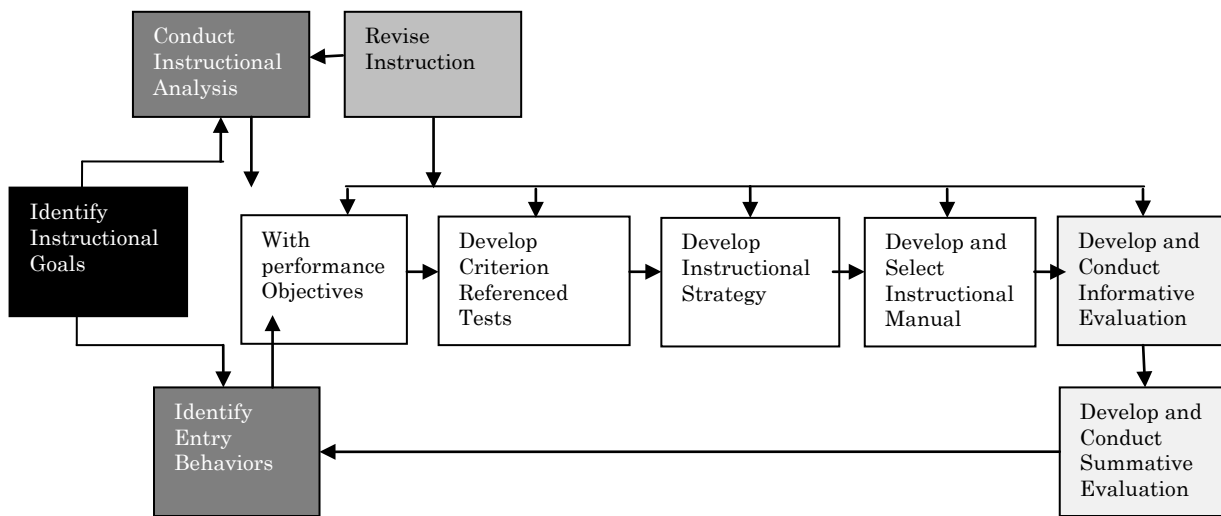 Conduct
Instructional
Analysis
Revise
Instruction
Identify
Instructional
Goals
With
performance
Objectives
Develop
Criterion
Referenced
Tests
Develop
Instructional
Strategy
Develop and
Select
Instructional
Manual
Develop and
Conduct
Informative
Evaluation
Identify
Entry
Behaviors
Develop and
Conduct
Summative
Evaluation